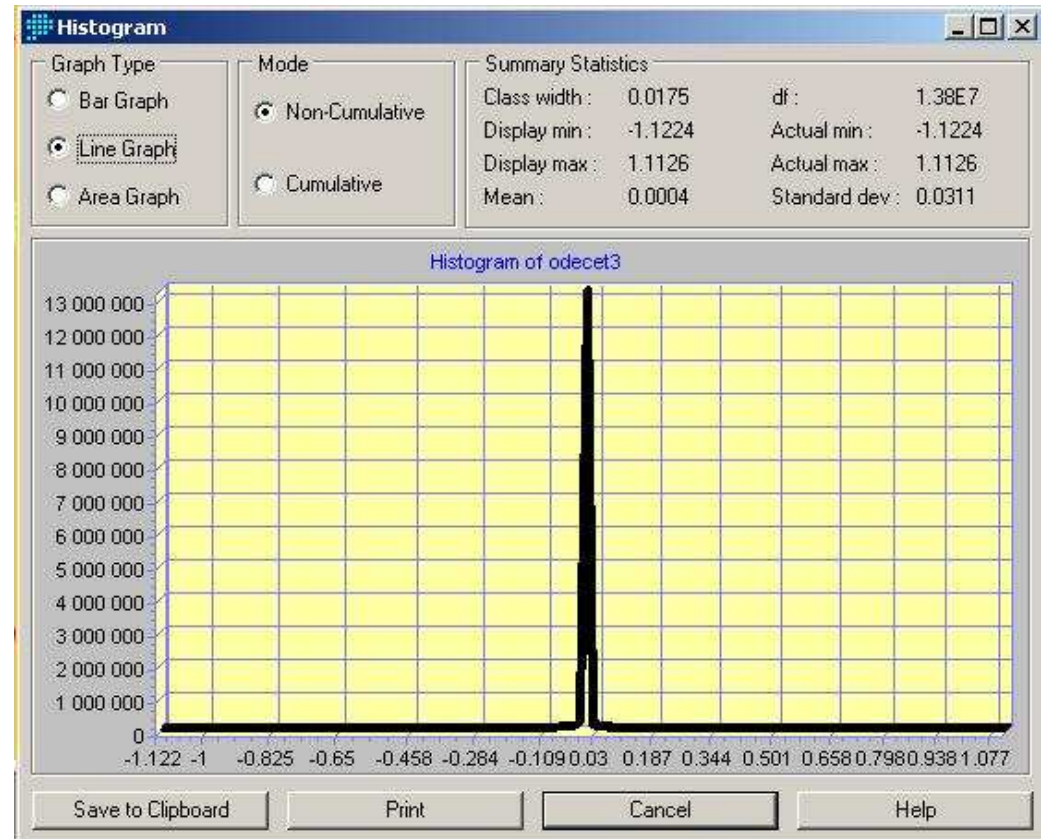 Histogram
Graph Type
Bar Graph
Line Graph
Area Graph
Mode
Non-Cumulative
Cumulative
Summary Statistics
Class width : 0.0175 df : 1.38E7
Display min : -1.1224 Actual min : -1.1224
Display max : 1.1126 Actual max : 1.1126
Mean : 0.0004 Standard dev : 0.0311
Histogram of odecet3
13 000 000
12 000 000
11 000 000
10 000 000
9 000 000
8 000 000
7 000 000
6 000 000
5 000 000
4 000 000
3 000 000
2 000 000
1 000 000
0
-1.122 -1 -0.825 -0.65 -0.458 -0.284 -0.109 0.03 0.187 0.344 0.501 0.658 0.798 0.938 1.077
Save to Clipboard Print Cancel Help